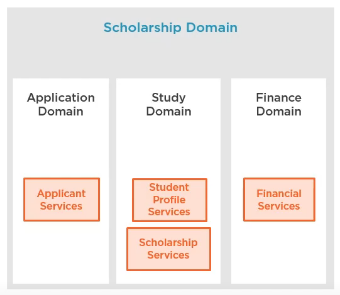 Scholarship Domain
Application
Domain
Applicant
Services
Study
Domain
Student
Profile
Services
Scholarship
Services
Finance
Domain
Financial
Services